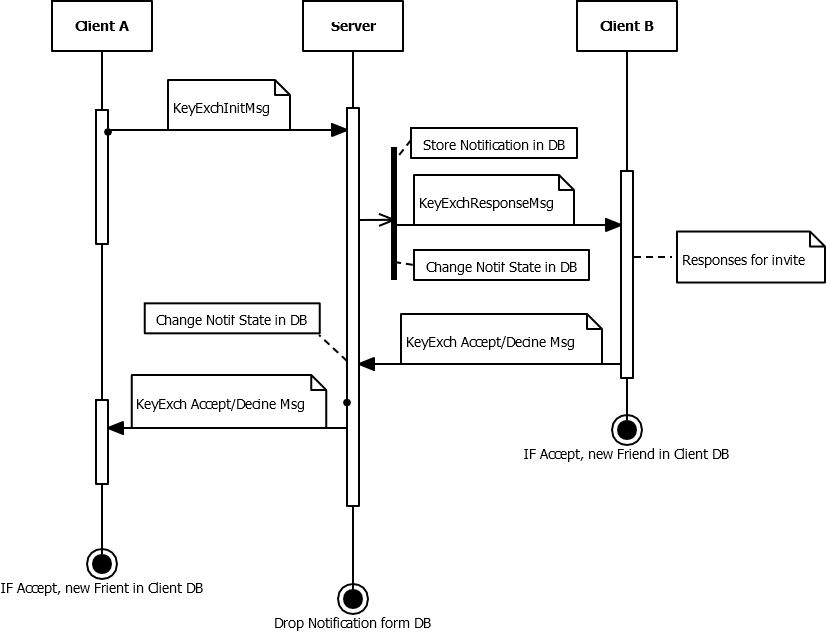 Client A
Server
Client B
KeyExchInitMsg
Store Notification in DB
KeyExchResponseMsg
Responses for invite
Change Notif State in DB
Change Notif State in DB
KeyExch Accept/Decine Msg
KeyExch Accept/Decine Msg
IF Accept, new Friend in Client DB
IF Accept, new Frient in Client DB
Drop Notification form DB